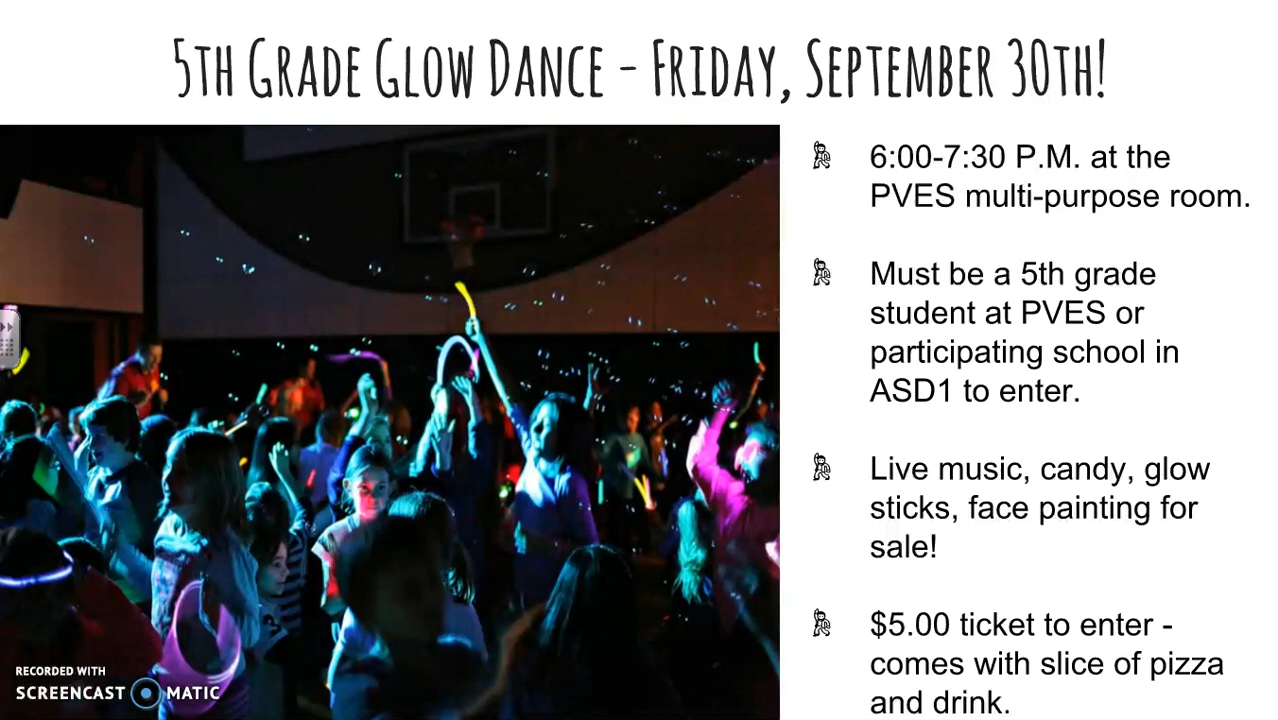 5th Grade Glow Dance - Friday, September 30th!
6:00-7:30 P.M. at the
PVES multi-purpose room.
Must be a 5th grade
student at PVES or
participating school in
ASD1 to enter.
Live music, candy, glow
sticks, face painting for
sale!
$5.00 ticket to enter -
comes with slice of pizza
and drink.
RECORDED WITH
SCREENCAST MATIC